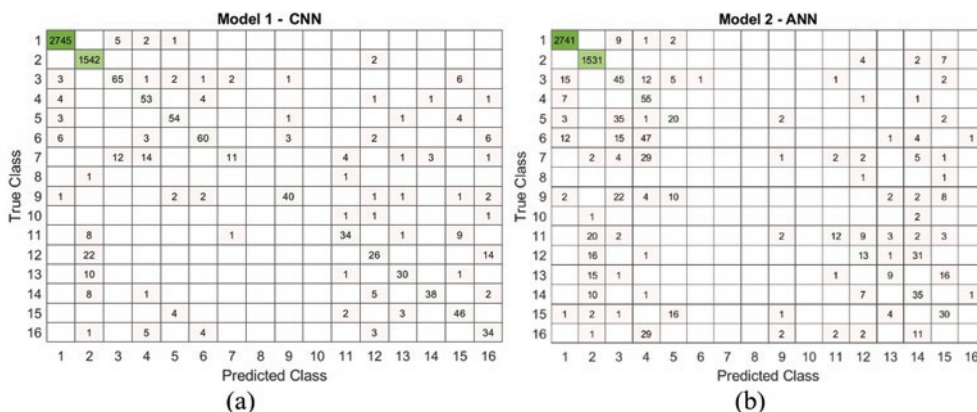 Model 1 - CNN
1 2745 5 2 1
2 1542 2
3 3 65 1 2 1 2 1 6
4 4 53 4 1 1 1
5 3 54 1 1 4
6 6 3 60 3 2 6
7 12 14 11 4 1 3 1
8 1 1
9 1 2 2 40 1 1 1 2
10 1 1 1
11 8 1 34 1 9
12 22 26 14
13 10 1 30 1
14 8 1 5 38 2
15 4 2 3 46
16 1 5 4 3 34
1 2 3 4 5 6 7 8 9 10 11 12 13 14 15 16
True Class
Predicted Class
(a)
Model 2 - ANN
1 2741 9 1 2
2 1531 4 2 7
3 15 45 12 5 1 1 2
4 7 55 1 1
5 3 35 1 20 2 2
6 12 15 47 1 4 1
7 2 4 29 1 2 2 5 1
8 1 1
9 2 22 4 10 2 2 8
10 1 2
11 20 2 2 12 9 3 2 3
12 16 1 13 1 31
13 15 1 1 9 16
14 10 1 7 35 1
15 1 2 1 16 1 4 30
16 1 29 2 2 2 11
1 2 3 4 5 6 7 8 9 10 11 12 13 14 15 16
True Class
Predicted Class
(b)